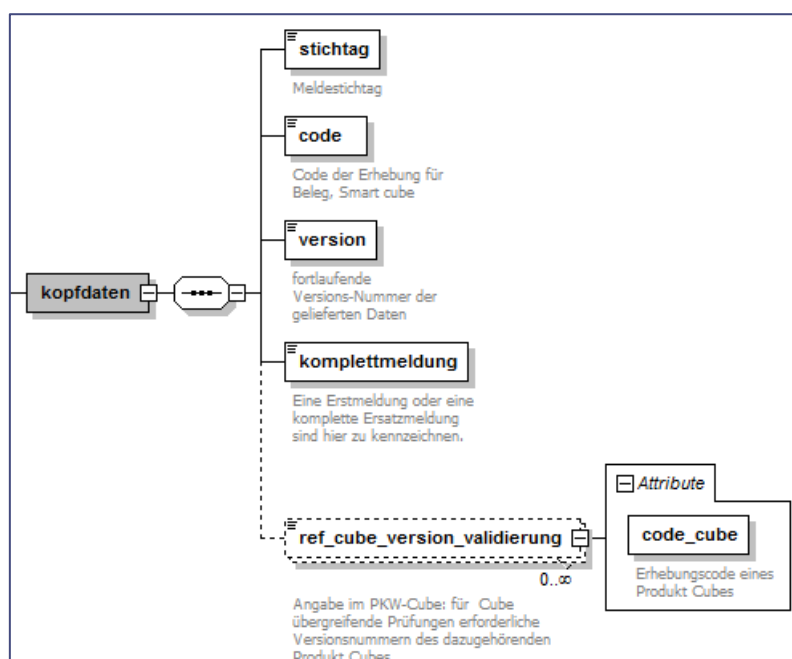 stichtag
Meldestichtag
code
Code der Erhebung für
Beleg, Smart cube
version
fortlaufende
Versions-Nummer der
gelieferten Daten
kopfdaten
komplettmeldung
Eine Erstmeldung oder eine
komplette Ersatzmeldung
sind hier zu kennzeichnen.
Attribute
ref_cube_version_validierung
code_cube
0..∞
Erhebungscode eines
Produkt Cubes
Angabe im PKW-Cube: für Cube
übergreifende Prüfungen erforderliche
Versionsnummern des dazugehörenden
Produkt Cubes